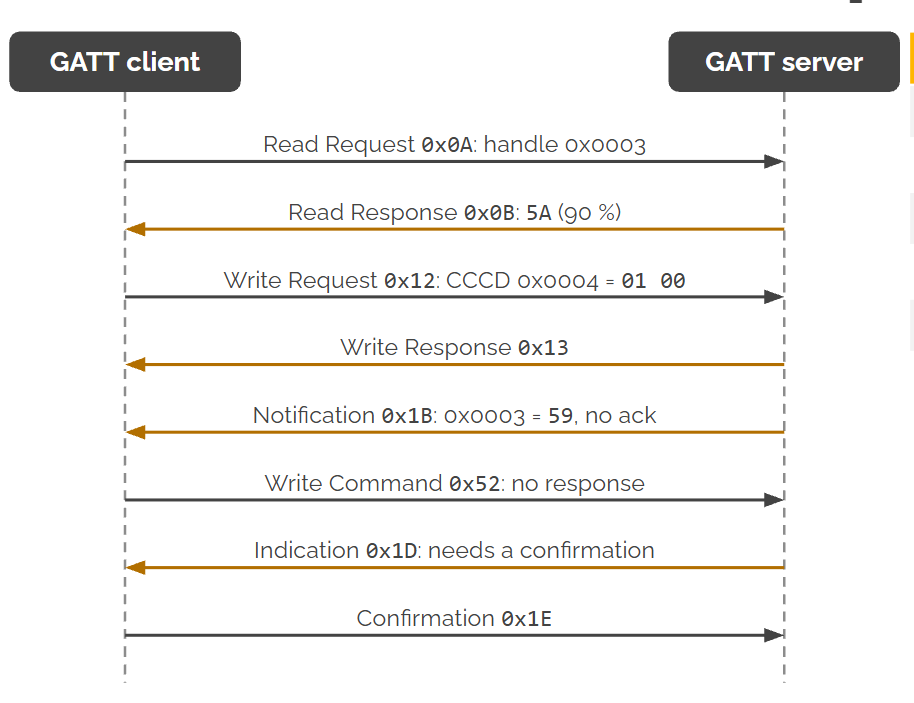 GATT client
GATT server
Read Request 0x0A: handle 0x0003
Read Response 0x0B: 5A (90 %)
Write Request 0x12: CCCD 0x0004 = 01 00
Write Response 0x13
Notification 0x1B: 0x0003 = 59, no ack
Write Command 0x52: no response
Indication 0x1D: needs a confirmation
Confirmation 0x1E